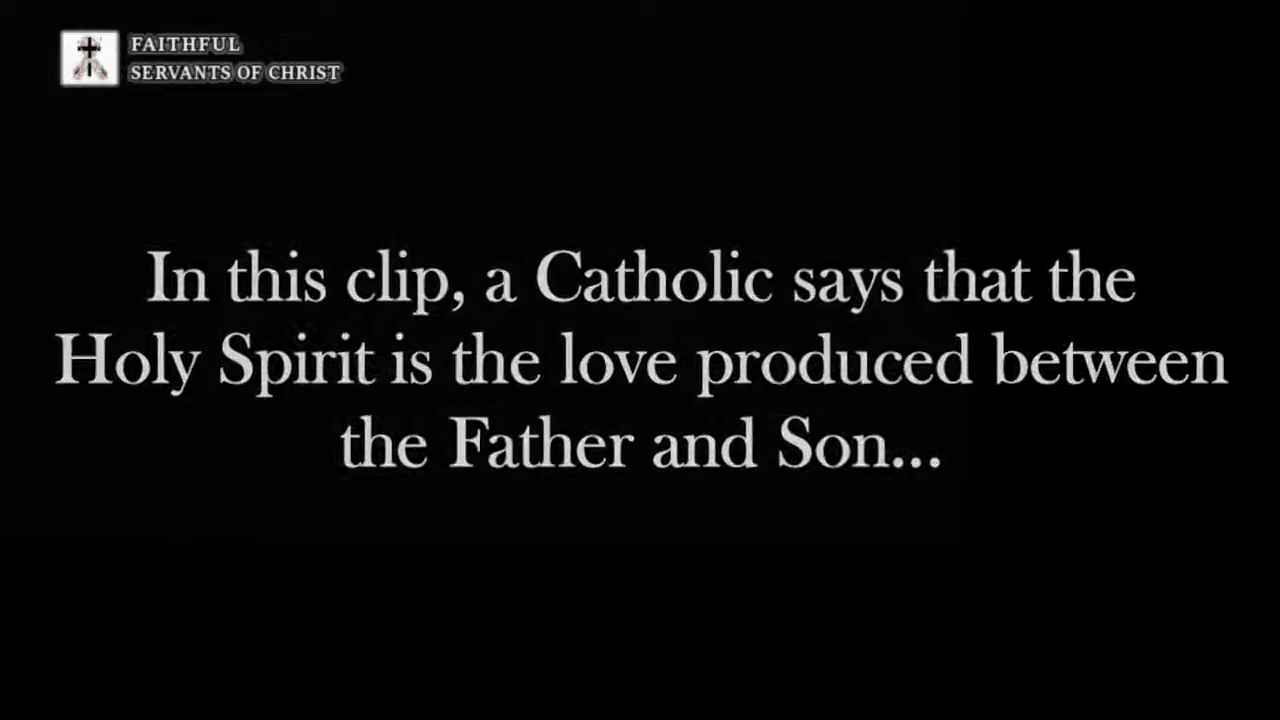 FAITHFUL
SERVANTS OF CHRIST
In this clip, a Catholic says that the
Holy Spirit is the love produced between
the Father and Son...